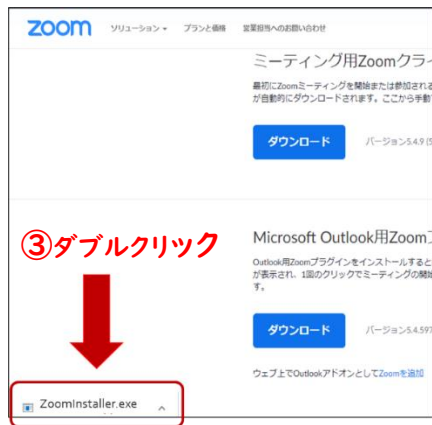 zoom ソリューション プランと価格 営業担当へのお問い合わせ
ミーティング用Zoomクライ
最初にZoomミーティングを開始または参加される
が自動的にダウンロードされます。ここから手動
ダウンロード バージョン5.4.9 (5
③ダブルクリック
Microsoft Outlook用Zoom
Outlook用Zoomプラグインをインストールすると
が表示され、1回のクリックでミーティングの開始
す。
ダウンロード バージョン5.4.597
ウェブ上でOutlookアドオンとしてZoomを追加
ZoomInstaller.exe